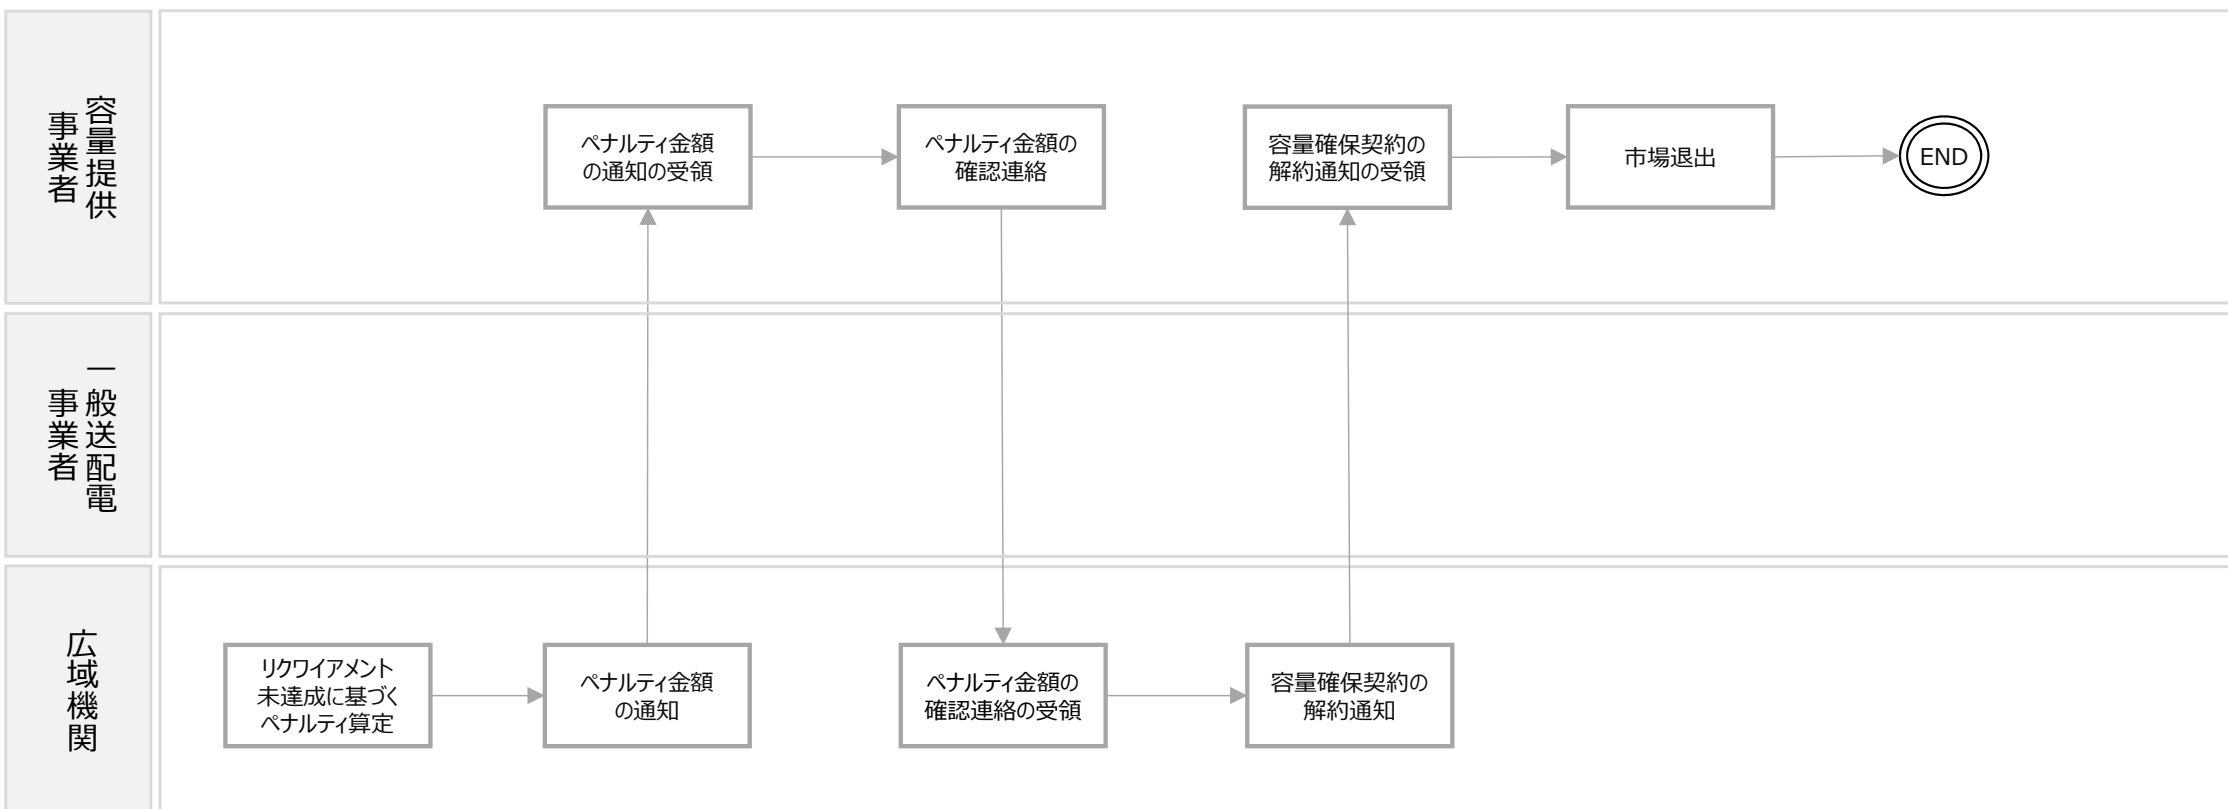 容量提供
事業者
ペナルティ金額
の通知の受領
ペナルティ金額の
確認連絡
容量確保契約の
解約通知の受領
市場退出
END
一般送配電
事業者
広域機関
リクワイアメント
未達成に基づく
ペナルティ算定
ペナルティ金額
の通知
ペナルティ金額の
確認連絡の受領
容量確保契約の
解約通知